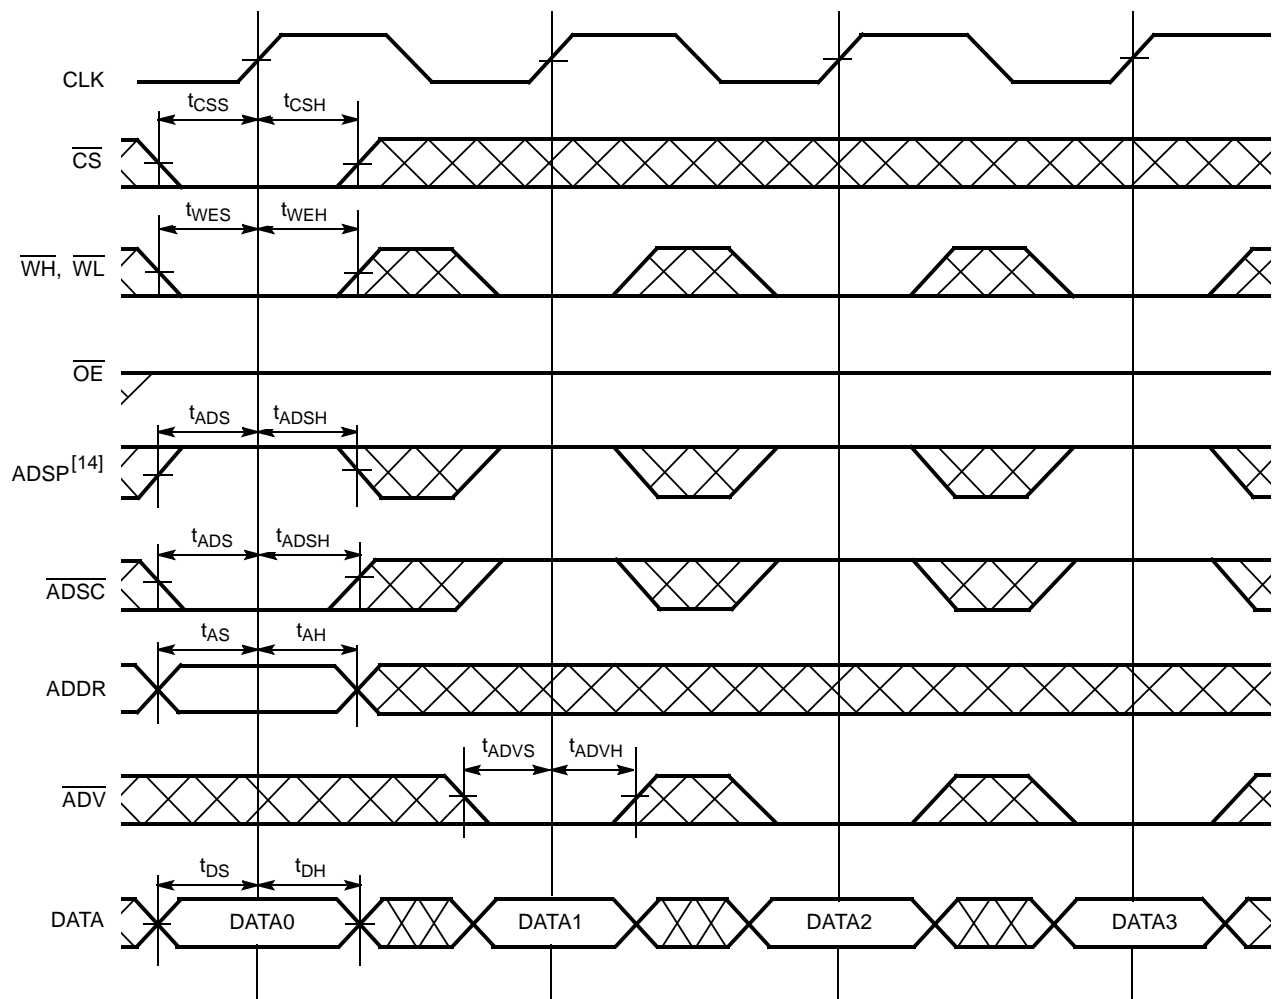 CLK
tCSS tCSH
CS
tWES tWEH
WH, WL
OE
tADS tADSH
ADSP[14]
tADS tADSH
ADSC
tAS tAH
ADDR
tADVS tADVH
ADV
tDS tDH
DATA DATA0 DATA1 DATA2 DATA3